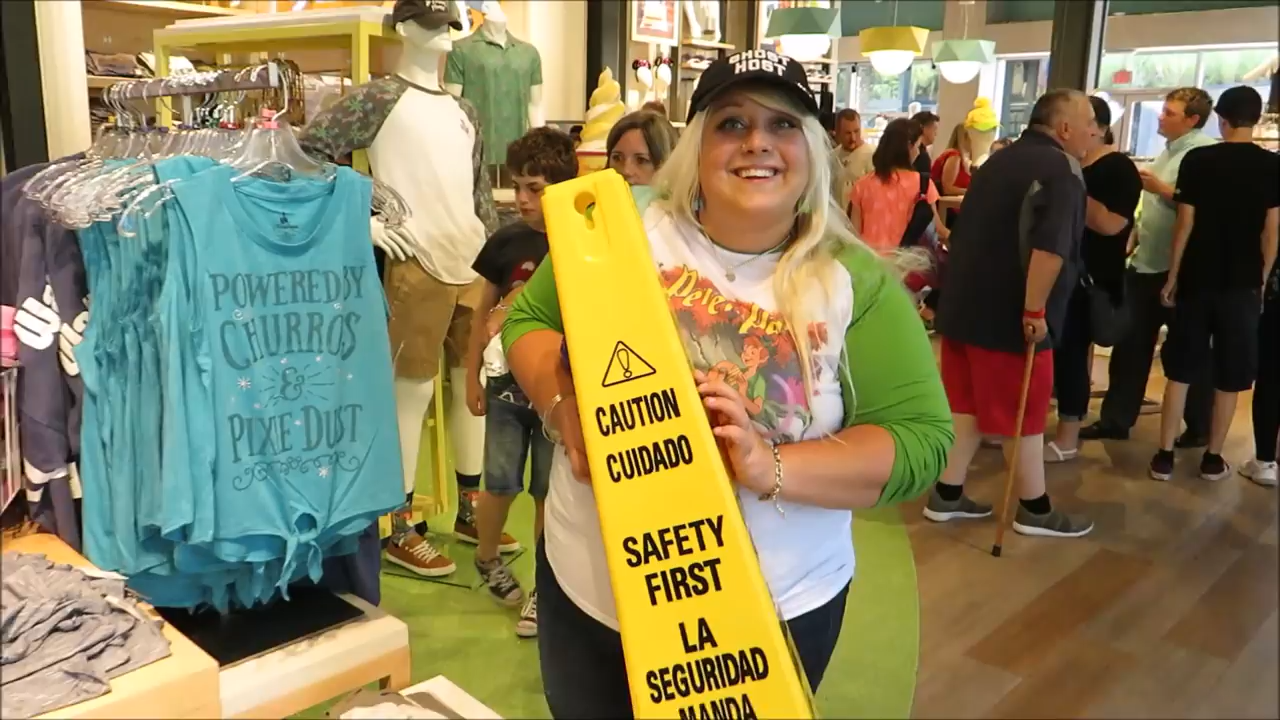 GHOST
HOST
POWERED BY
CHURROS
&
PIXIE DUST
Peter Pan
CAUTION
CUIDADO
SAFETY
FIRST
LA
SEGURIDAD
MANDA